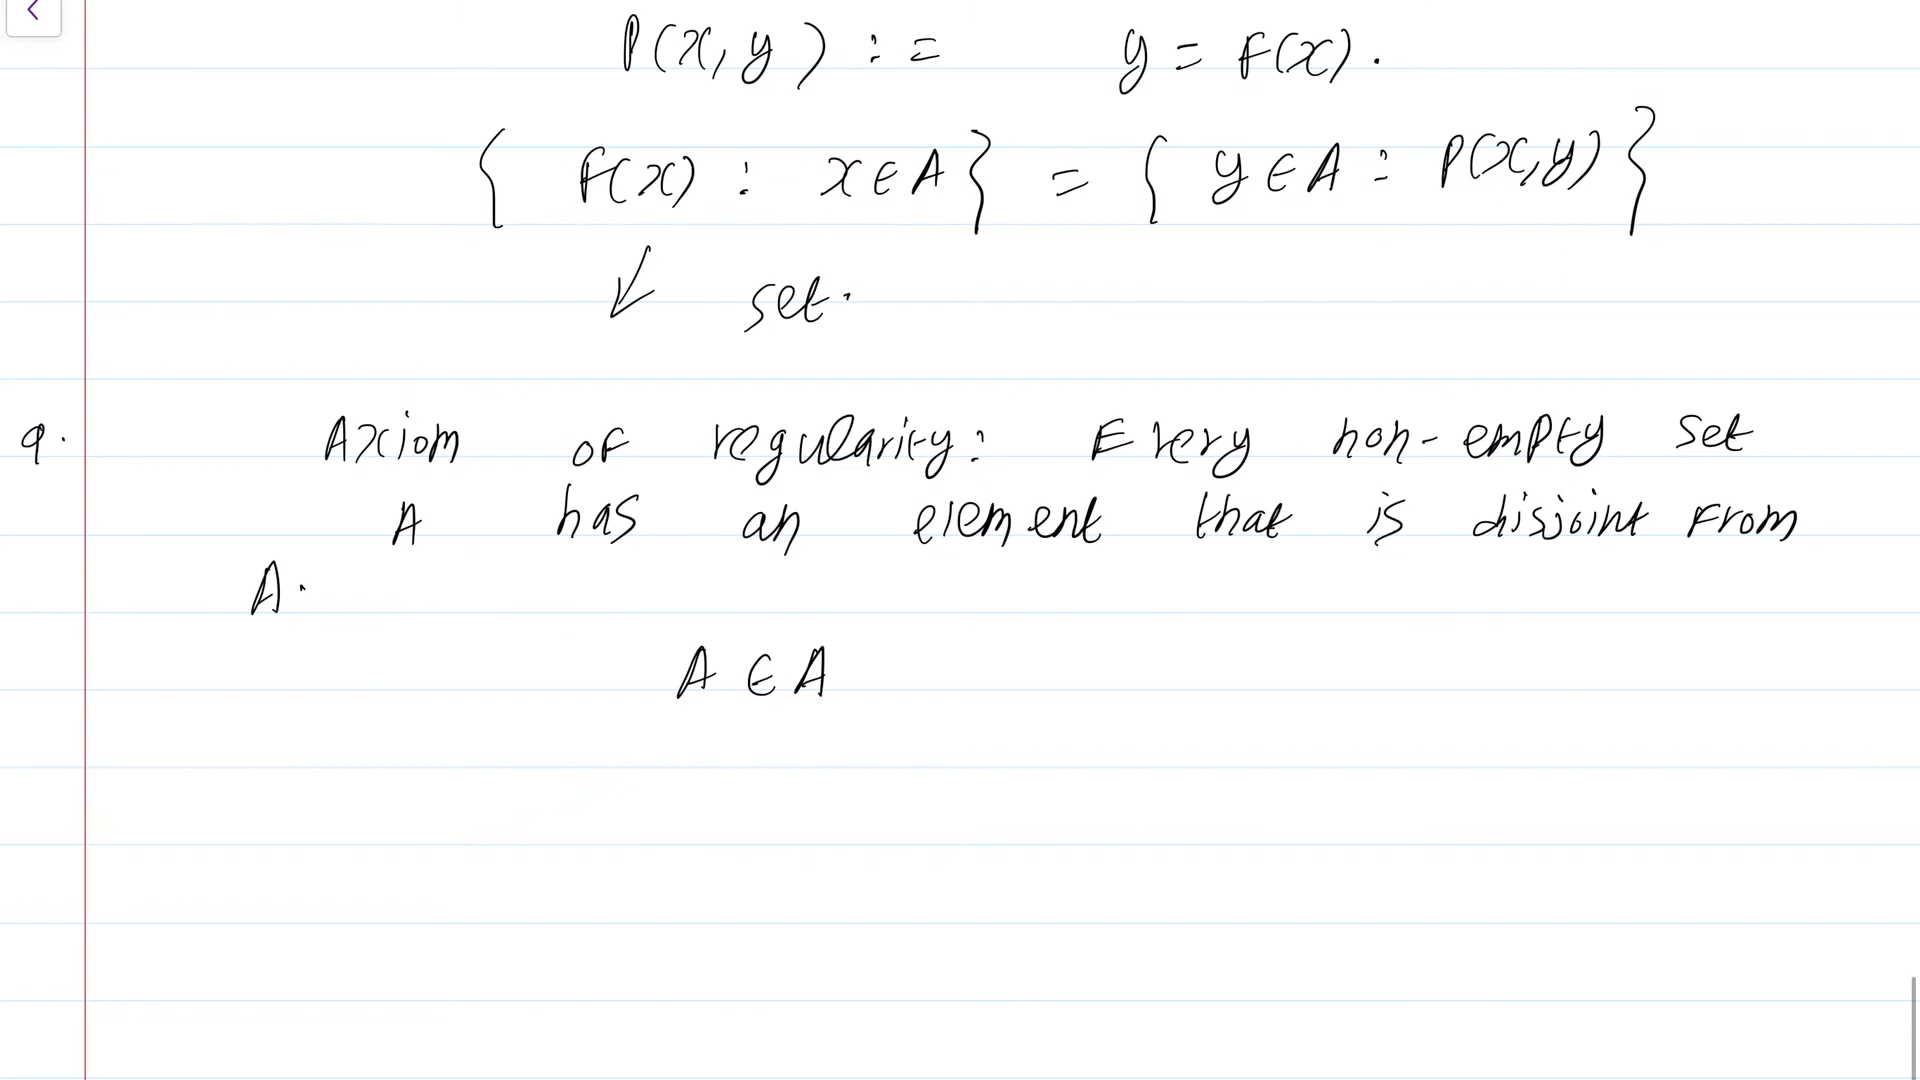 P(x, y) := y = F(x).
{ F(x) : x ∈ A } = { y ∈ A : P(x, y) }
↙ set.
9. Axiom of regularity: Every non-empty set
A has an element that is disjoint from
A.
A ∈ A